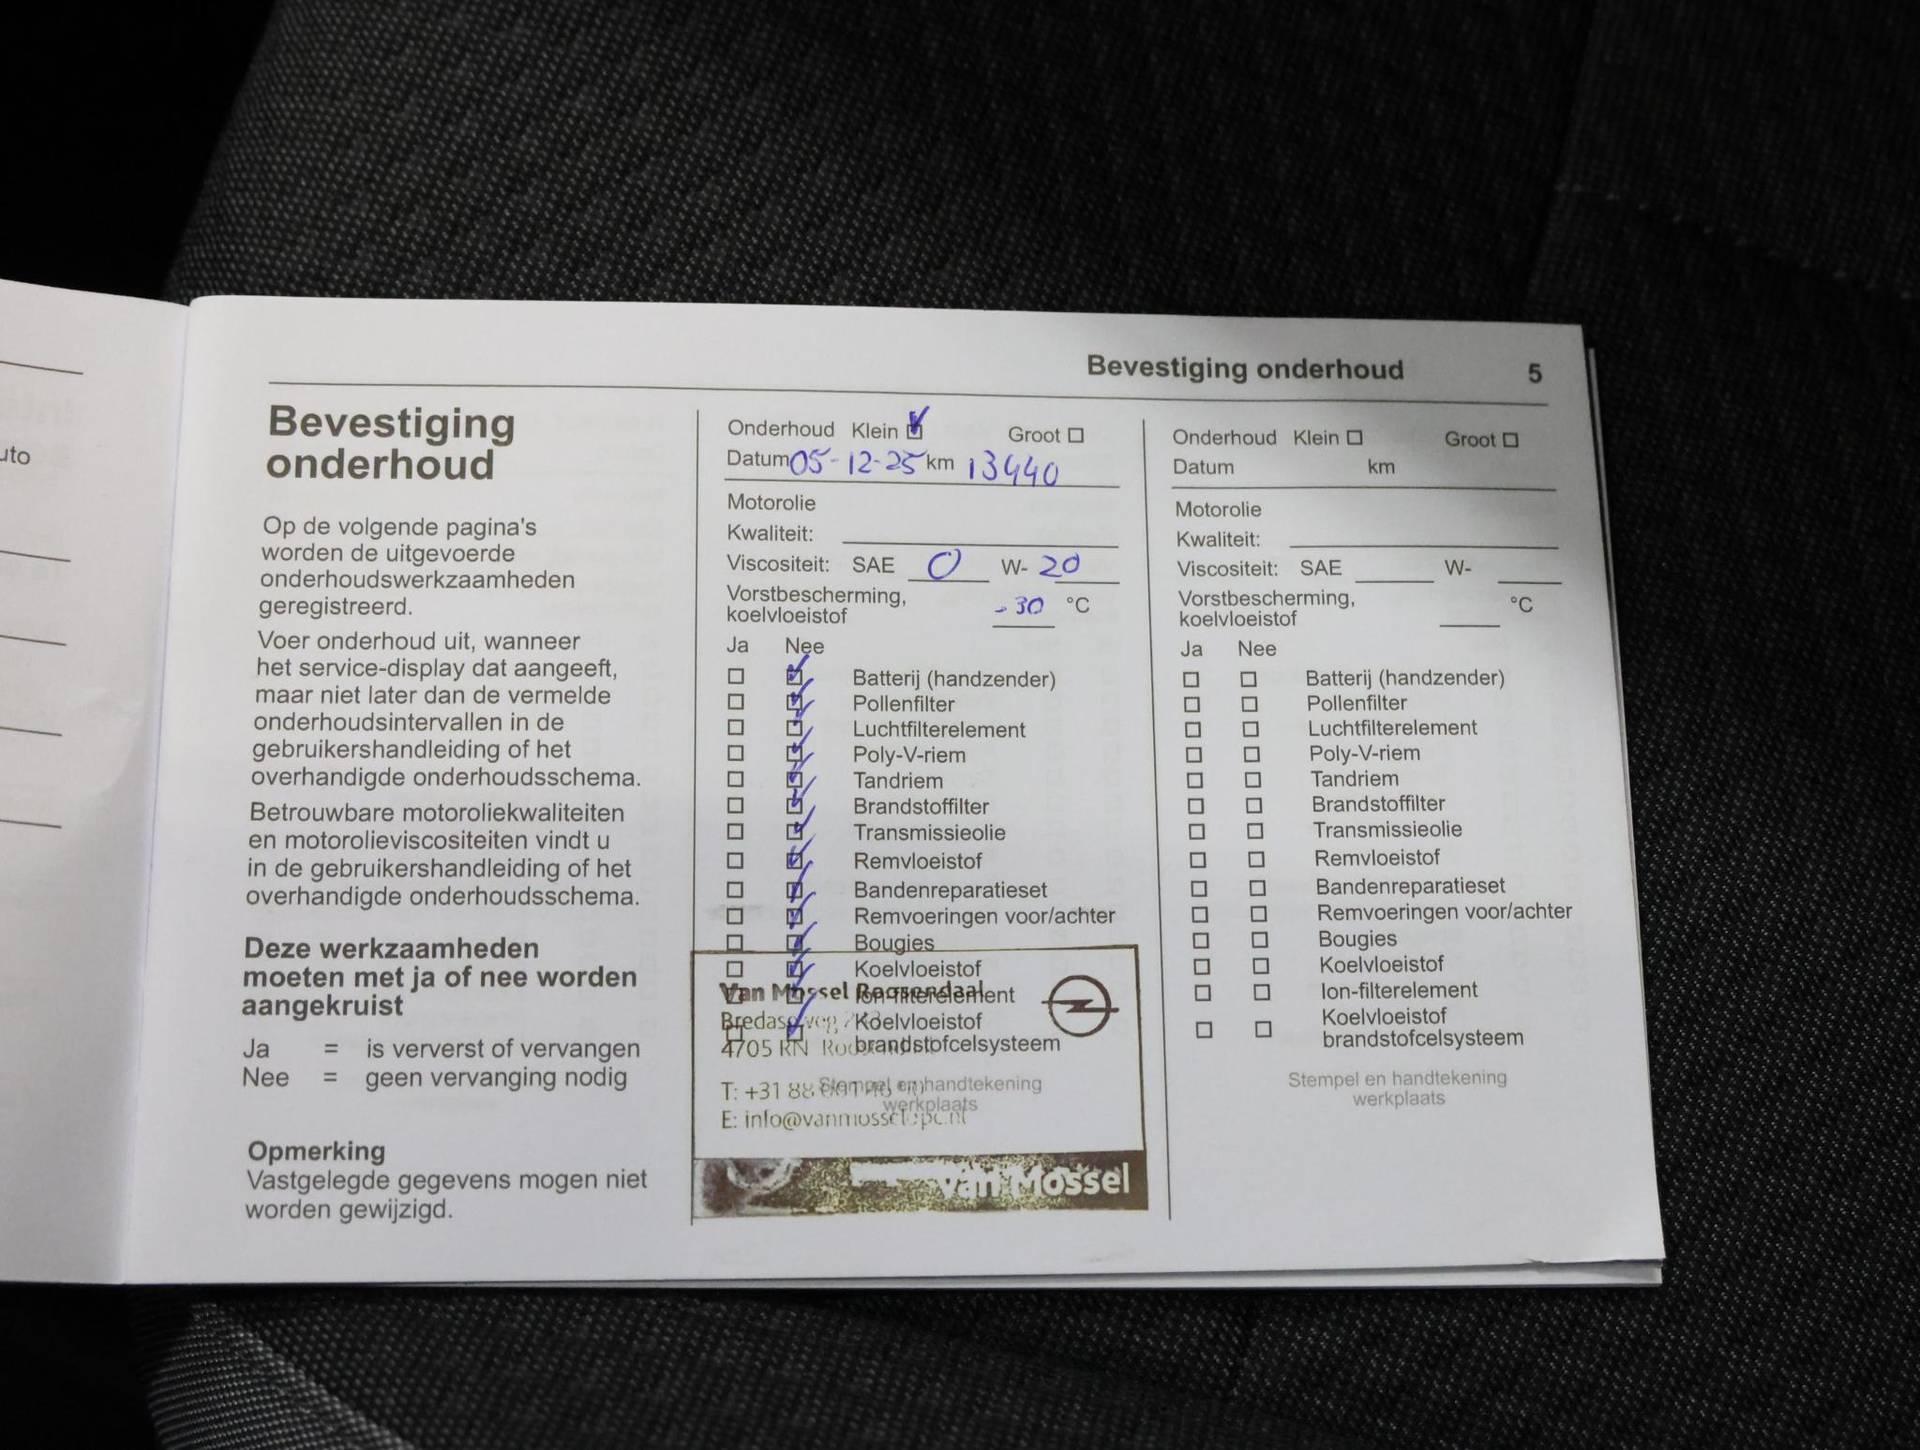 uto
Bevestiging onderhoud 5
Bevestiging
onderhoud
Op de volgende pagina's
worden de uitgevoerde
onderhoudswerkzaamheden
geregistreerd.
Voer onderhoud uit, wanneer
het service-display dat aangeeft,
maar niet later dan de vermelde
onderhoudsintervallen in de
gebruikershandleiding of het
overhandigde onderhoudsschema.
Betrouwbare motoroliekwaliteiten
en motorolieviscositeiten vindt u
in de gebruikershandleiding of het
overhandigde onderhoudsschema.
Deze werkzaamheden
moeten met ja of nee worden
aangekruist
Ja = is ververst of vervangen
Nee = geen vervanging nodig
Opmerking
Vastgelegde gegevens mogen niet
worden gewijzigd.
Onderhoud Klein Groot
Datum 05-12-25 km 13440
Motorolie
Kwaliteit:
Viscositeit: SAE 0 W- 20
Vorstbescherming,
koelvloeistof -30 °C
Ja Nee
Batterij (handzender)
Pollenfilter
Luchtfilterelement
Poly-V-riem
Tandriem
Brandstoffilter
Transmissieolie
Remvloeistof
Bandenreparatieset
Remvoeringen voor/achter
Bougies
Koelvloeistof
Ion-filterelement
Koelvloeistof
brandstofcelsysteem
Stempel en handtekening
werkplaats
Van Mossel Roosendaal
Bredaseweg
4705 RN
T: +31 88
E: info@vanmossel
van Mossel
Onderhoud Klein Groot
Datum km
Motorolie
Kwaliteit:
Viscositeit: SAE W-
Vorstbescherming,
koelvloeistof °C
Ja Nee
Batterij (handzender)
Pollenfilter
Luchtfilterelement
Poly-V-riem
Tandriem
Brandstoffilter
Transmissieolie
Remvloeistof
Bandenreparatieset
Remvoeringen voor/achter
Bougies
Koelvloeistof
Ion-filterelement
Koelvloeistof
brandstofcelsysteem
Stempel en handtekening
werkplaats